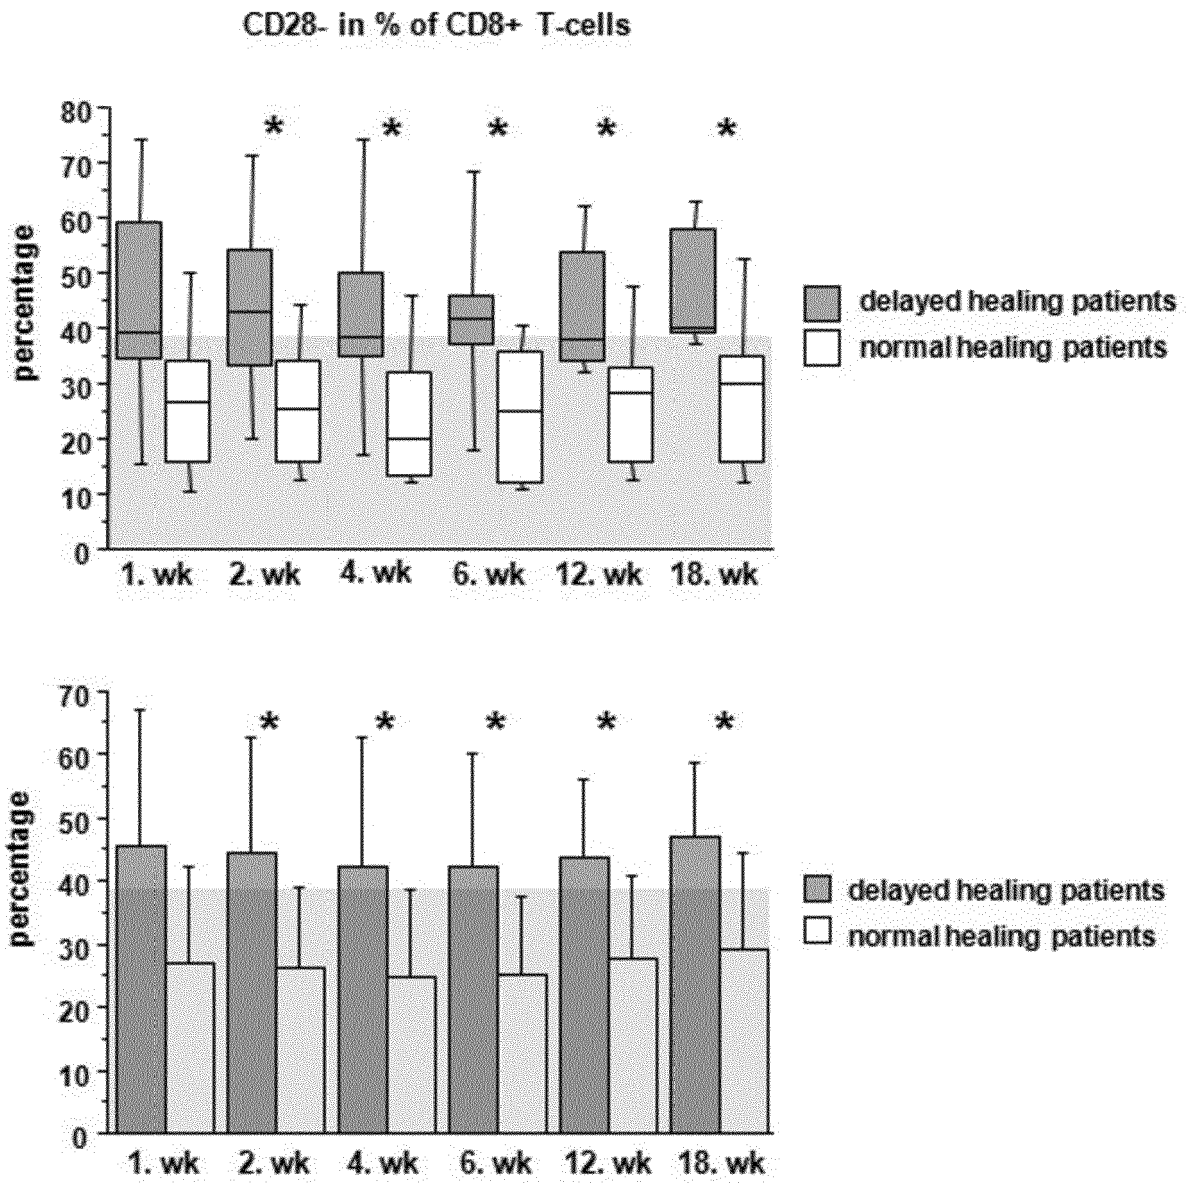 CD28- in % of CD8+ T-cells
80
70
60
50
40
30
20
10
0
percentage
* * * * *
1. wk 2. wk 4. wk 6. wk 12. wk 18. wk
delayed healing patients
normal healing patients
70
60
50
40
30
20
10
0
percentage
* * * * *
1. wk 2. wk 4. wk 6. wk 12. wk 18. wk
delayed healing patients
normal healing patients